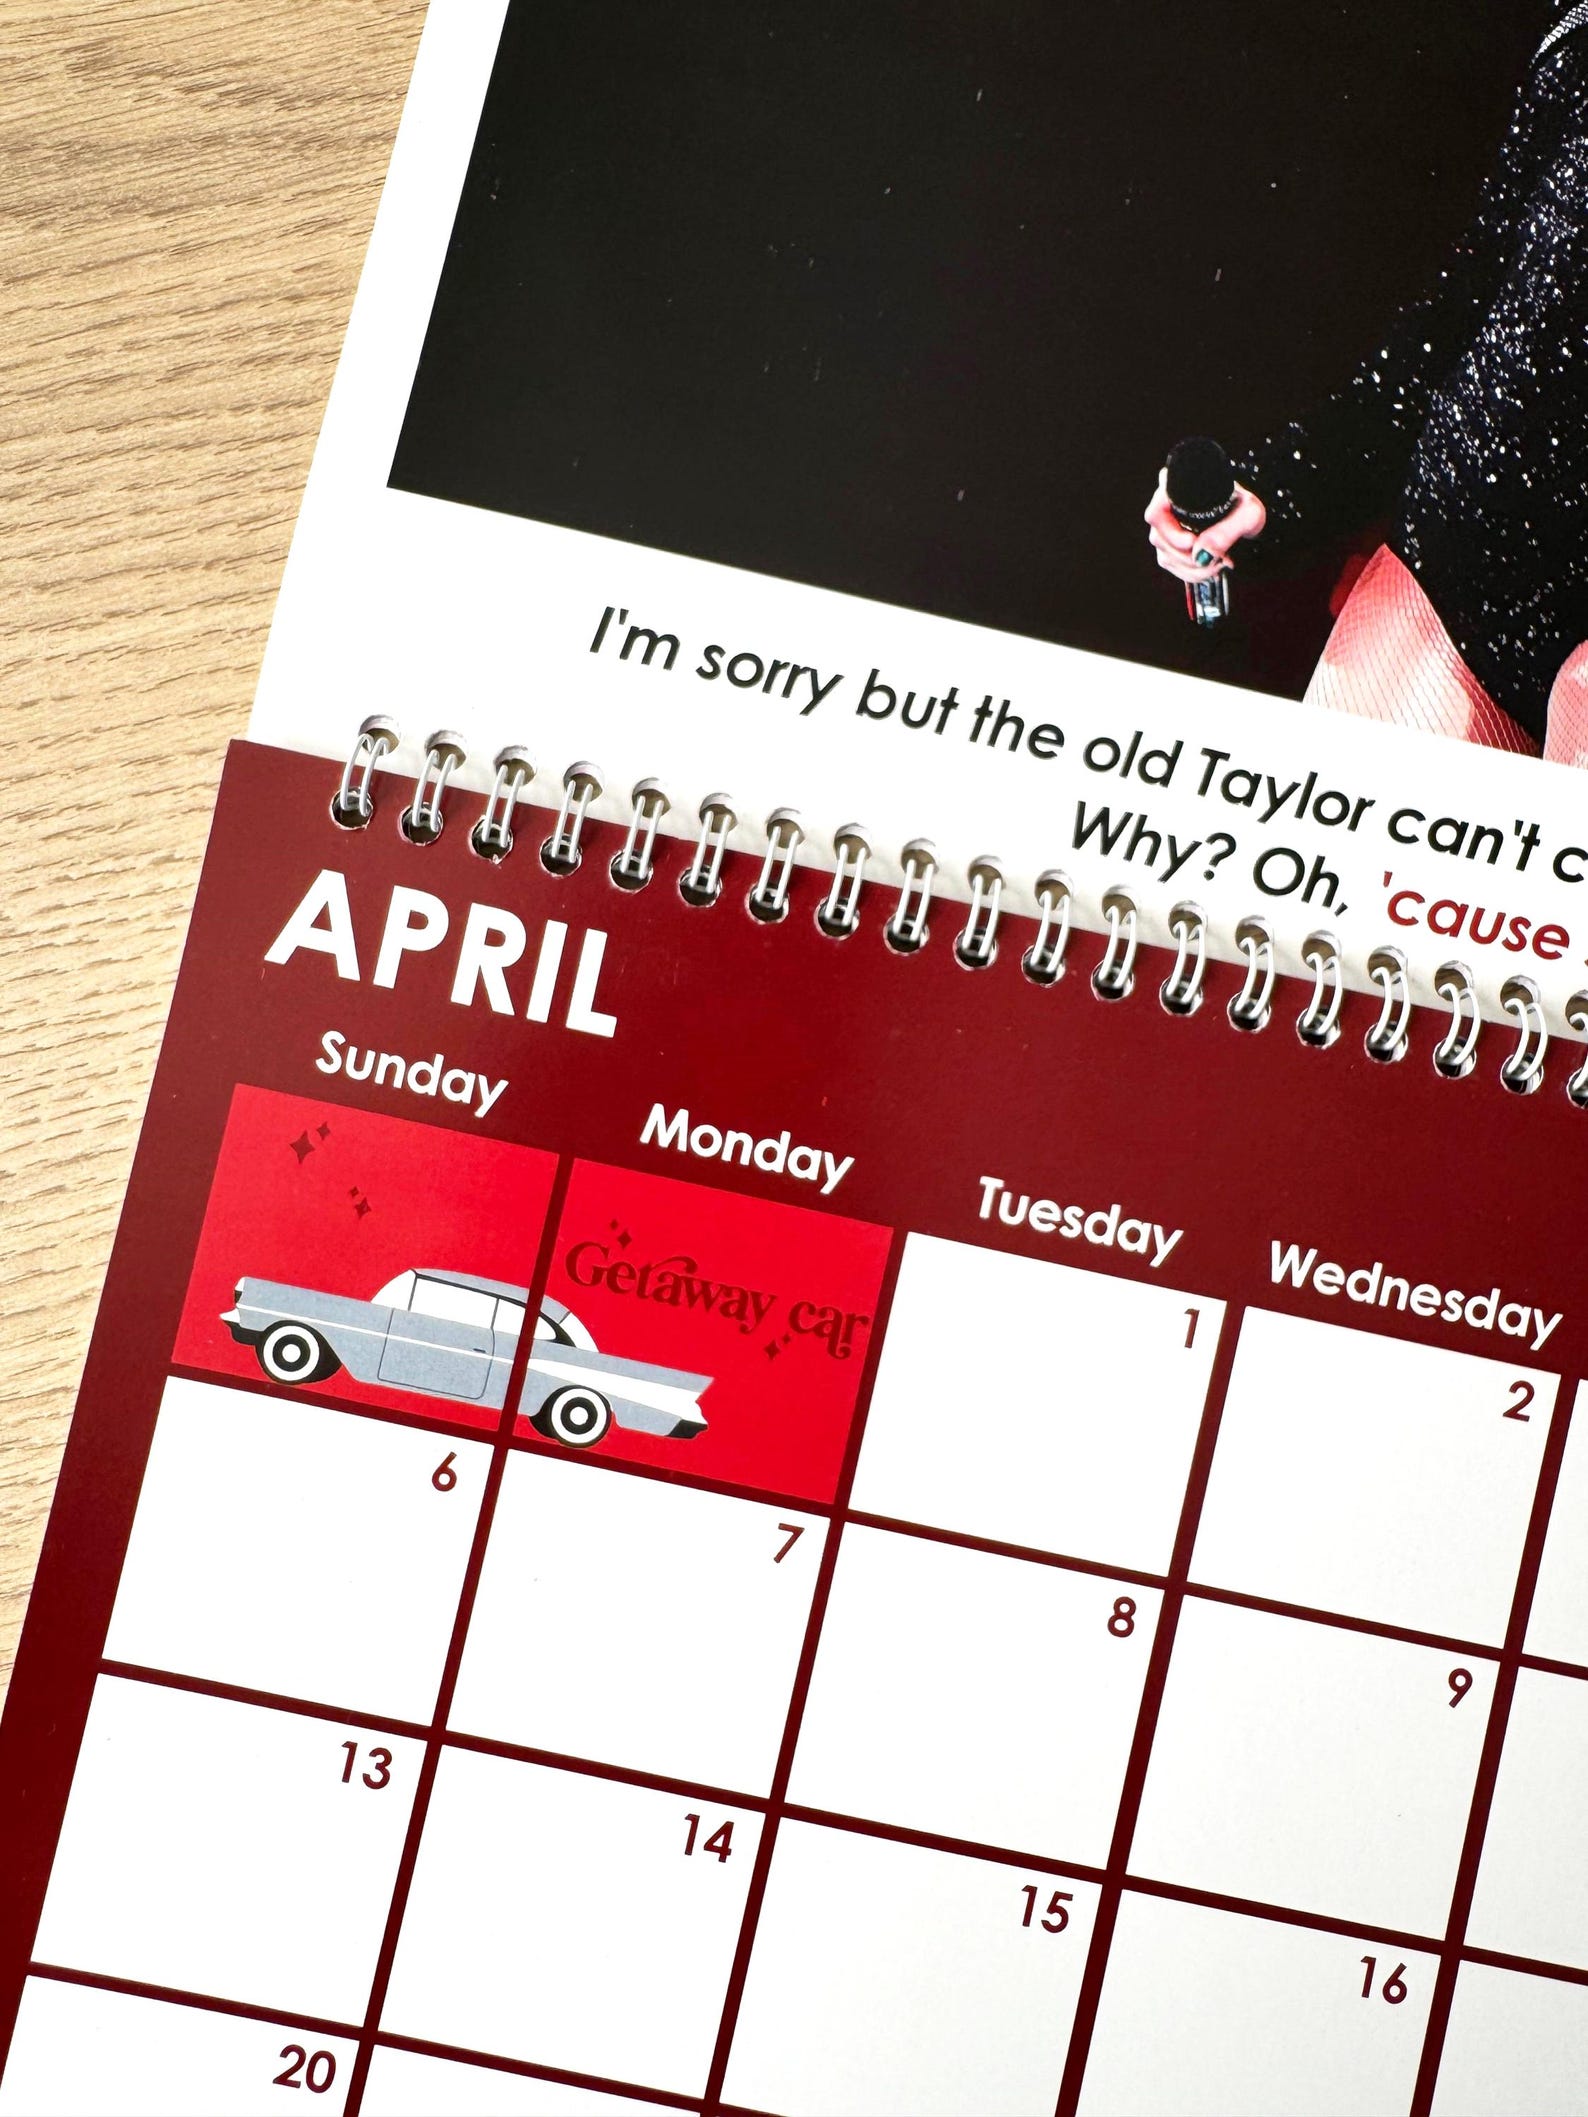 I'm sorry but the old Taylor can't
Why? Oh, 'cause
APRIL
Sunday Monday Tuesday Wednesday
Getaway car
1 2
6 7 8 9
13 14 15 16
20